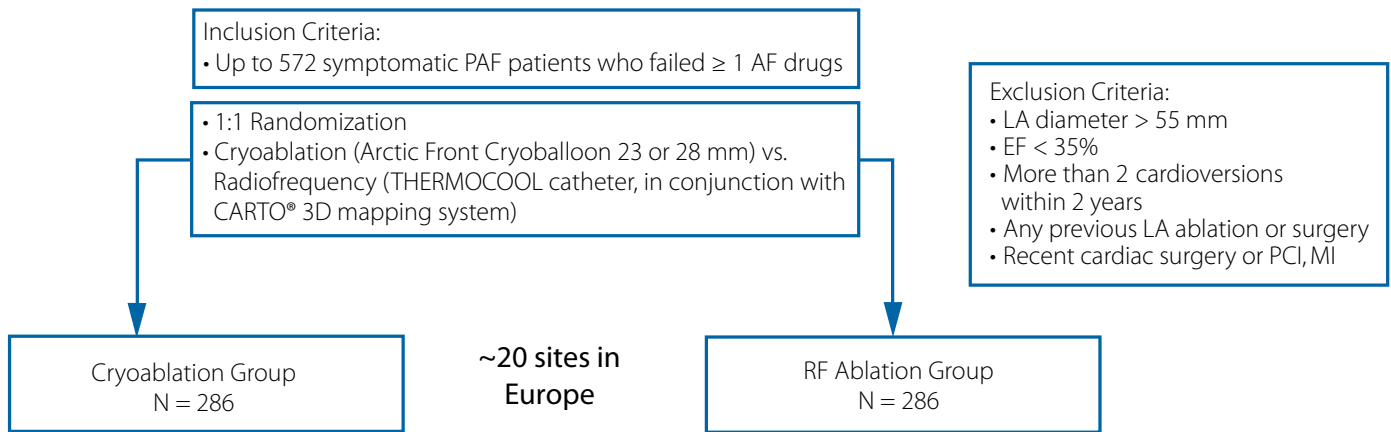 Inclusion Criteria:
• Up to 572 symptomatic PAF patients who failed ≥ 1 AF drugs
• 1:1 Randomization
• Cryoablation (Arctic Front Cryoballoon 23 or 28 mm) vs.
Radiofrequency (THERMOCOOL catheter, in conjunction with
CARTO® 3D mapping system)
Exclusion Criteria:
• LA diameter > 55 mm
• EF < 35%
• More than 2 cardioversions
within 2 years
• Any previous LA ablation or surgery
• Recent cardiac surgery or PCI, MI
Cryoablation Group
N = 286
~20 sites in
Europe
RF Ablation Group
N = 286